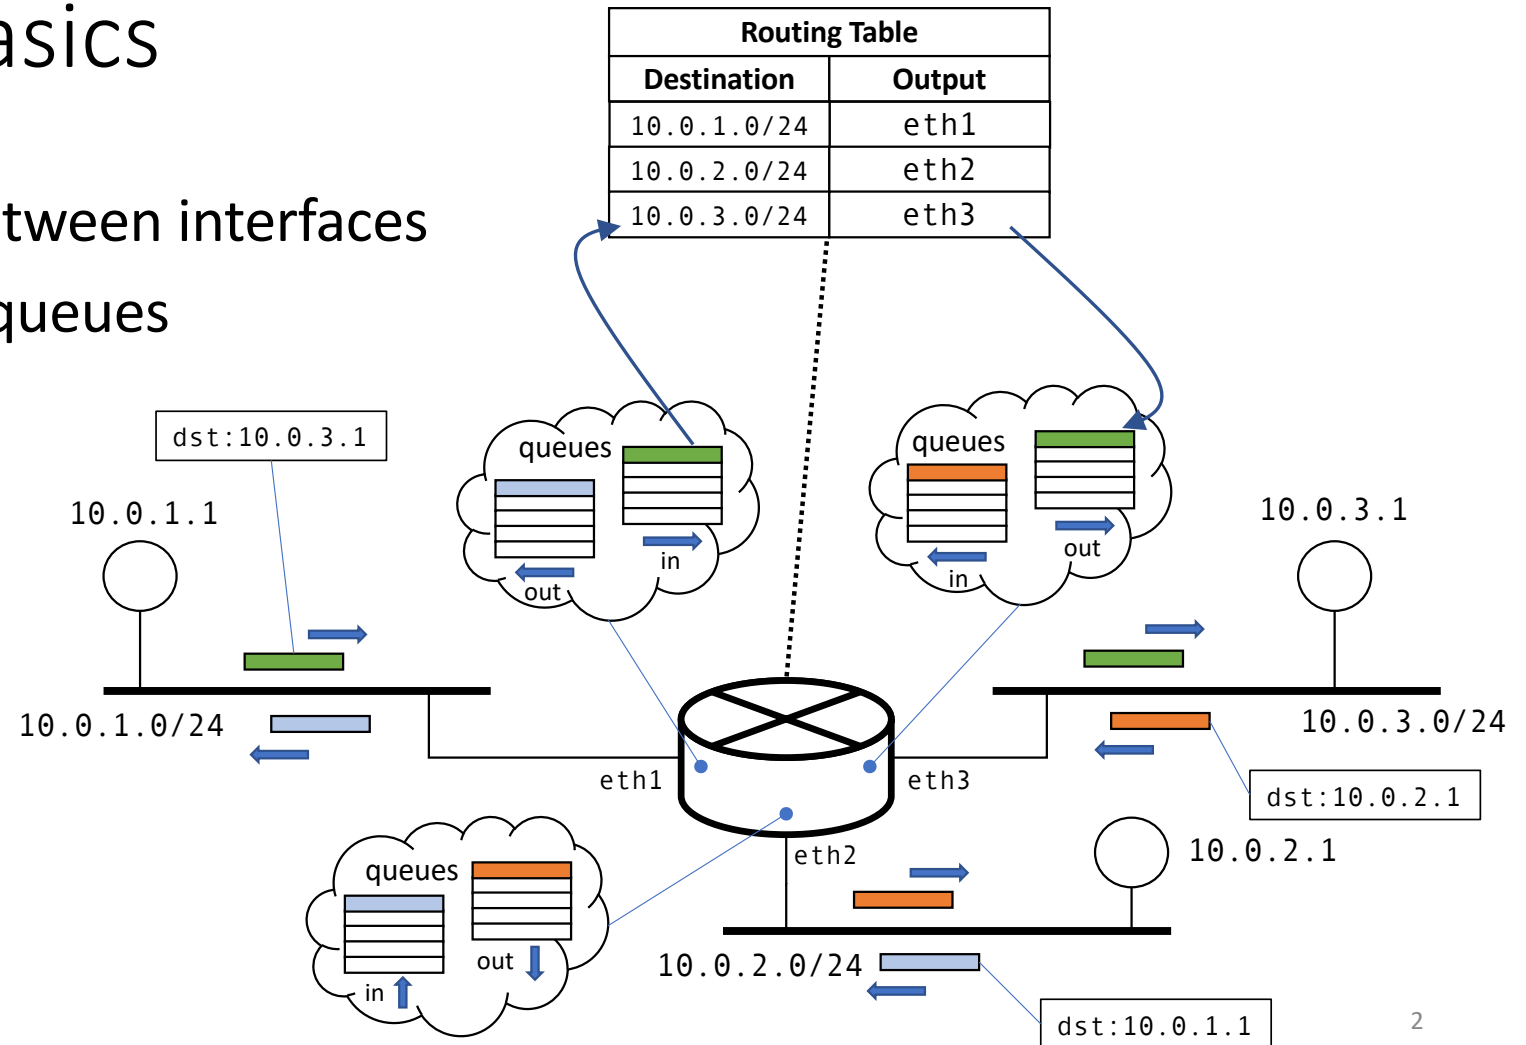 asics
tween interfaces
queues
Routing Table
Destination Output
10.0.1.0/24 eth1
10.0.2.0/24 eth2
10.0.3.0/24 eth3
dst:10.0.3.1
queues
out
in
queues
in
out
10.0.1.1
10.0.3.1
10.0.1.0/24
10.0.3.0/24
eth1
eth3
dst:10.0.2.1
eth2
10.0.2.1
queues
in
out
10.0.2.0/24
dst:10.0.1.1
2